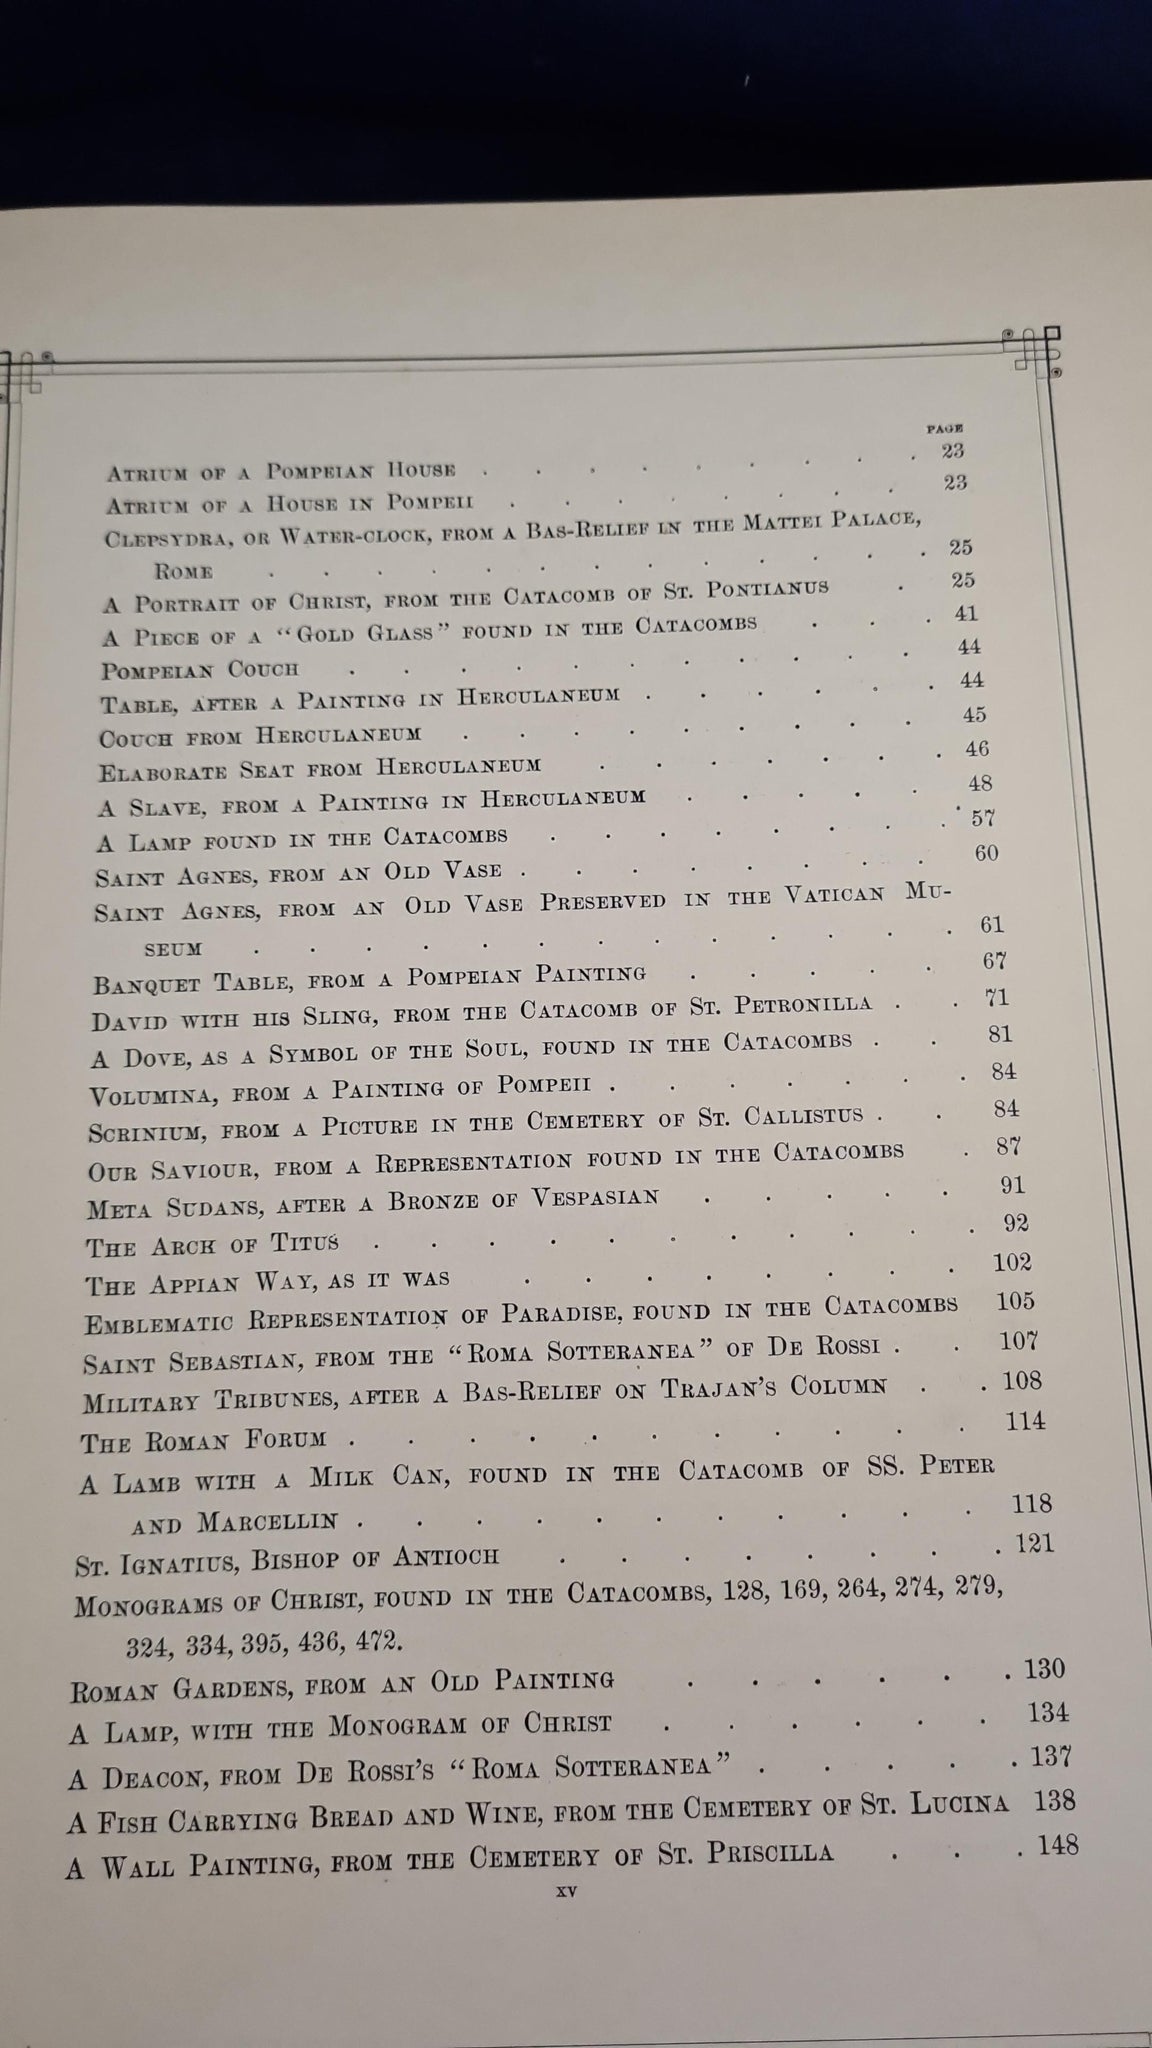 PAGE
ATRIUM OF A POMPEIAN HOUSE . . . . . . . . . 23
ATRIUM OF A HOUSE IN POMPEII . . . . . . . . 23
CLEPSYDRA, OR WATER-CLOCK, FROM A BAS-RELIEF IN THE MATTEI PALACE,
ROME . . . . . . . . . . . . . 25
A PORTRAIT OF CHRIST, FROM THE CATACOMB OF ST. PONTIANUS . 25
A PIECE OF A “GOLD GLASS” FOUND IN THE CATACOMBS . . . 41
POMPEIAN COUCH . . . . . . . . . . . 44
TABLE, AFTER A PAINTING IN HERCULANEUM . . . . . . 44
COUCH FROM HERCULANEUM . . . . . . . . . 45
ELABORATE SEAT FROM HERCULANEUM . . . . . . . 46
A SLAVE, FROM A PAINTING IN HERCULANEUM . . . . . 48
A LAMP FOUND IN THE CATACOMBS . . . . . . . . 57
SAINT AGNES, FROM AN OLD VASE . . . . . . . . 60
SAINT AGNES, FROM AN OLD VASE PRESERVED IN THE VATICAN MU-
SEUM . . . . . . . . . . . . . 61
BANQUET TABLE, FROM A POMPEIAN PAINTING . . . . . 67
DAVID WITH HIS SLING, FROM THE CATACOMB OF ST. PETRONILLA . . 71
A DOVE, AS A SYMBOL OF THE SOUL, FOUND IN THE CATACOMBS . . 81
VOLUMINA, FROM A PAINTING OF POMPEII . . . . . . . 84
SCRINIUM, FROM A PICTURE IN THE CEMETERY OF ST. CALLISTUS . . 84
OUR SAVIOUR, FROM A REPRESENTATION FOUND IN THE CATACOMBS . 87
META SUDANS, AFTER A BRONZE OF VESPASIAN . . . . . 91
THE ARCH OF TITUS . . . . . . . . . . . 92
THE APPIAN WAY, AS IT WAS . . . . . . . . 102
EMBLEMATIC REPRESENTATION OF PARADISE, FOUND IN THE CATACOMBS 105
SAINT SEBASTIAN, FROM THE “ROMA SOTTERANEA” OF DE ROSSI . . 107
MILITARY TRIBUNES, AFTER A BAS-RELIEF ON TRAJAN'S COLUMN . . 108
THE ROMAN FORUM . . . . . . . . . . . 114
A LAMB WITH A MILK CAN, FOUND IN THE CATACOMB OF SS. PETER
AND MARCELLIN . . . . . . . . . . . 118
ST. IGNATIUS, BISHOP OF ANTIOCH . . . . . . . . 121
MONOGRAMS OF CHRIST, FOUND IN THE CATACOMBS, 128, 169, 264, 274, 279,
324, 334, 395, 436, 472.
ROMAN GARDENS, FROM AN OLD PAINTING . . . . . . 130
A LAMP, WITH THE MONOGRAM OF CHRIST . . . . . . 134
A DEACON, FROM DE ROSSI'S “ROMA SOTTERANEA” . . . . . 137
A FISH CARRYING BREAD AND WINE, FROM THE CEMETERY OF ST. LUCINA 138
A WALL PAINTING, FROM THE CEMETERY OF ST. PRISCILLA . . . 148
xv